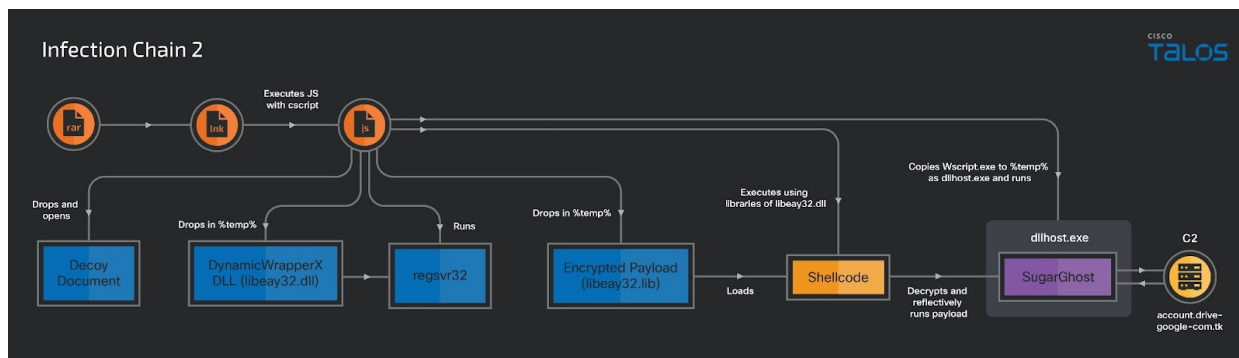 Infection Chain 2
CISCO
TALOS
Executes JS
with cscript
rar
lnk
js
Copies Wscript.exe to %temp%
as dllhost.exe and runs
Drops and
opens
Drops in %temp%
Runs
Drops in %temp%
Executes using
libraries of libeay32.dll
dllhost.exe
C2
Decoy
Document
DynamicWrapperX
DLL (libeay32.dll)
regsvr32
Encrypted Payload
(libeay32.lib)
Loads
Shellcode
Decrypts and
reflectively
runs payload
SugarGhost
account.drive-
google-com.tk